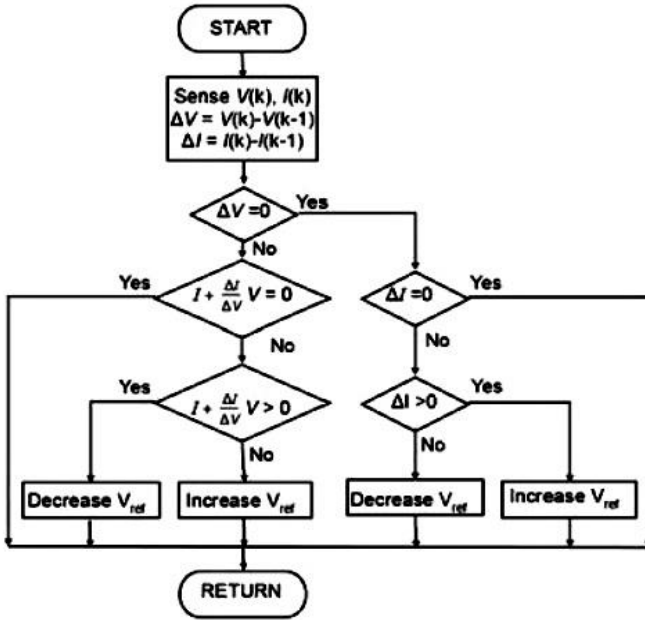 START
Sense V(k), I(k)
ΔV = V(k)-V(k-1)
ΔI = I(k)-I(k-1)
ΔV =0
Yes
No
Yes
I + ΔI/ΔV V = 0
ΔI=0
Yes
No
No
Yes
I + ΔI/ΔV V > 0
ΔI >0
Yes
No
No
Decrease Vref
Increase Vref
Decrease Vref
Increase Vref
RETURN